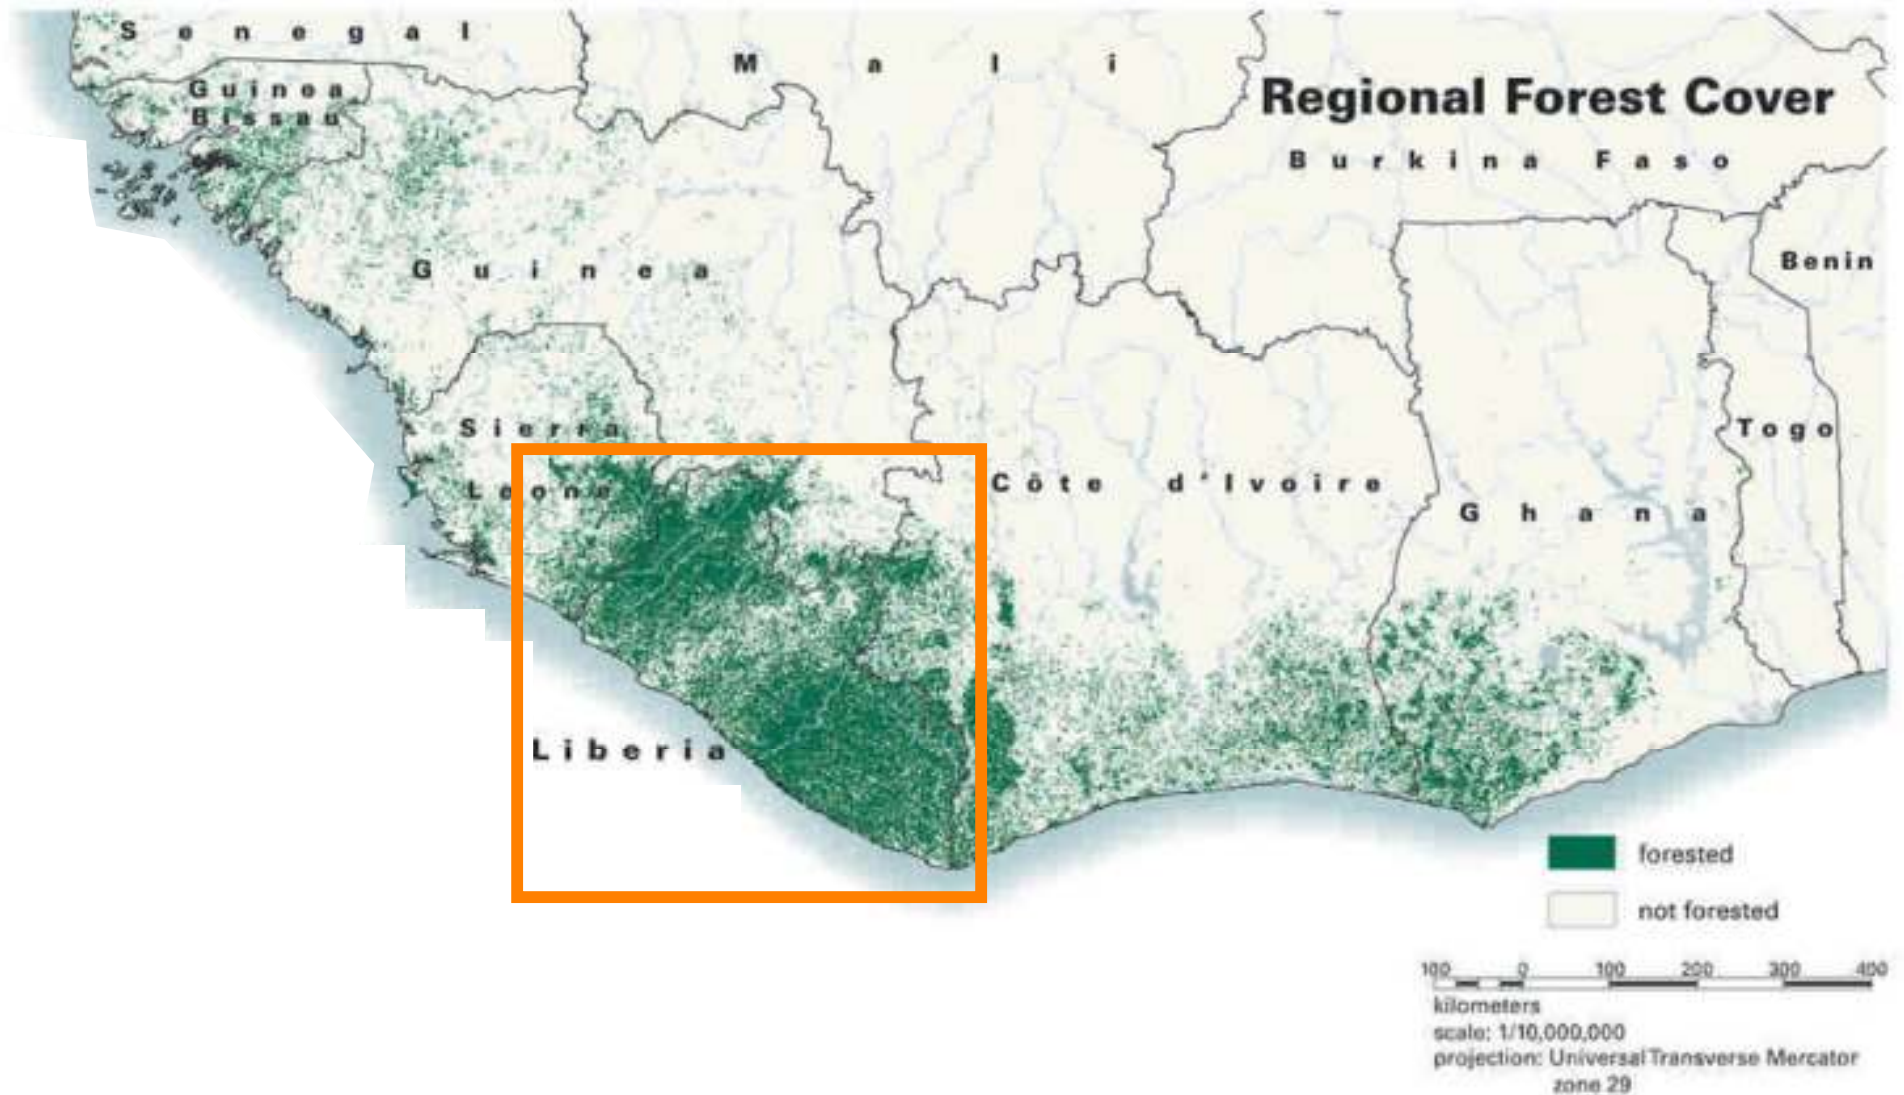 Senegal
Mali
Guinea
Bissau
Regional Forest Cover
Burkina Faso
Benin
Guinea
Sierra
Leone
Côte d'Ivoire
Togo
Ghana
Liberia
forested
not forested
100 0 100 200 300 400
kilometers
scale: 1/10,000,000
projection: Universal Transverse Mercator
zone 29